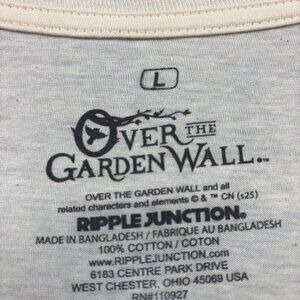 L
OVER THE
GARDEN WALL.™
OVER THE GARDEN WALL and all
related characters and elements © & ™ CN (s25)
RIPPLE JUNCTION®
MADE IN BANGLADESH / FABRIQUE AU BANGLADESH
100% COTTON / COTON
www.RIPPLEJUNCTION.com
6183 CENTRE PARK DRIVE
WEST CHESTER, OHIO 45069 USA
RN#110927